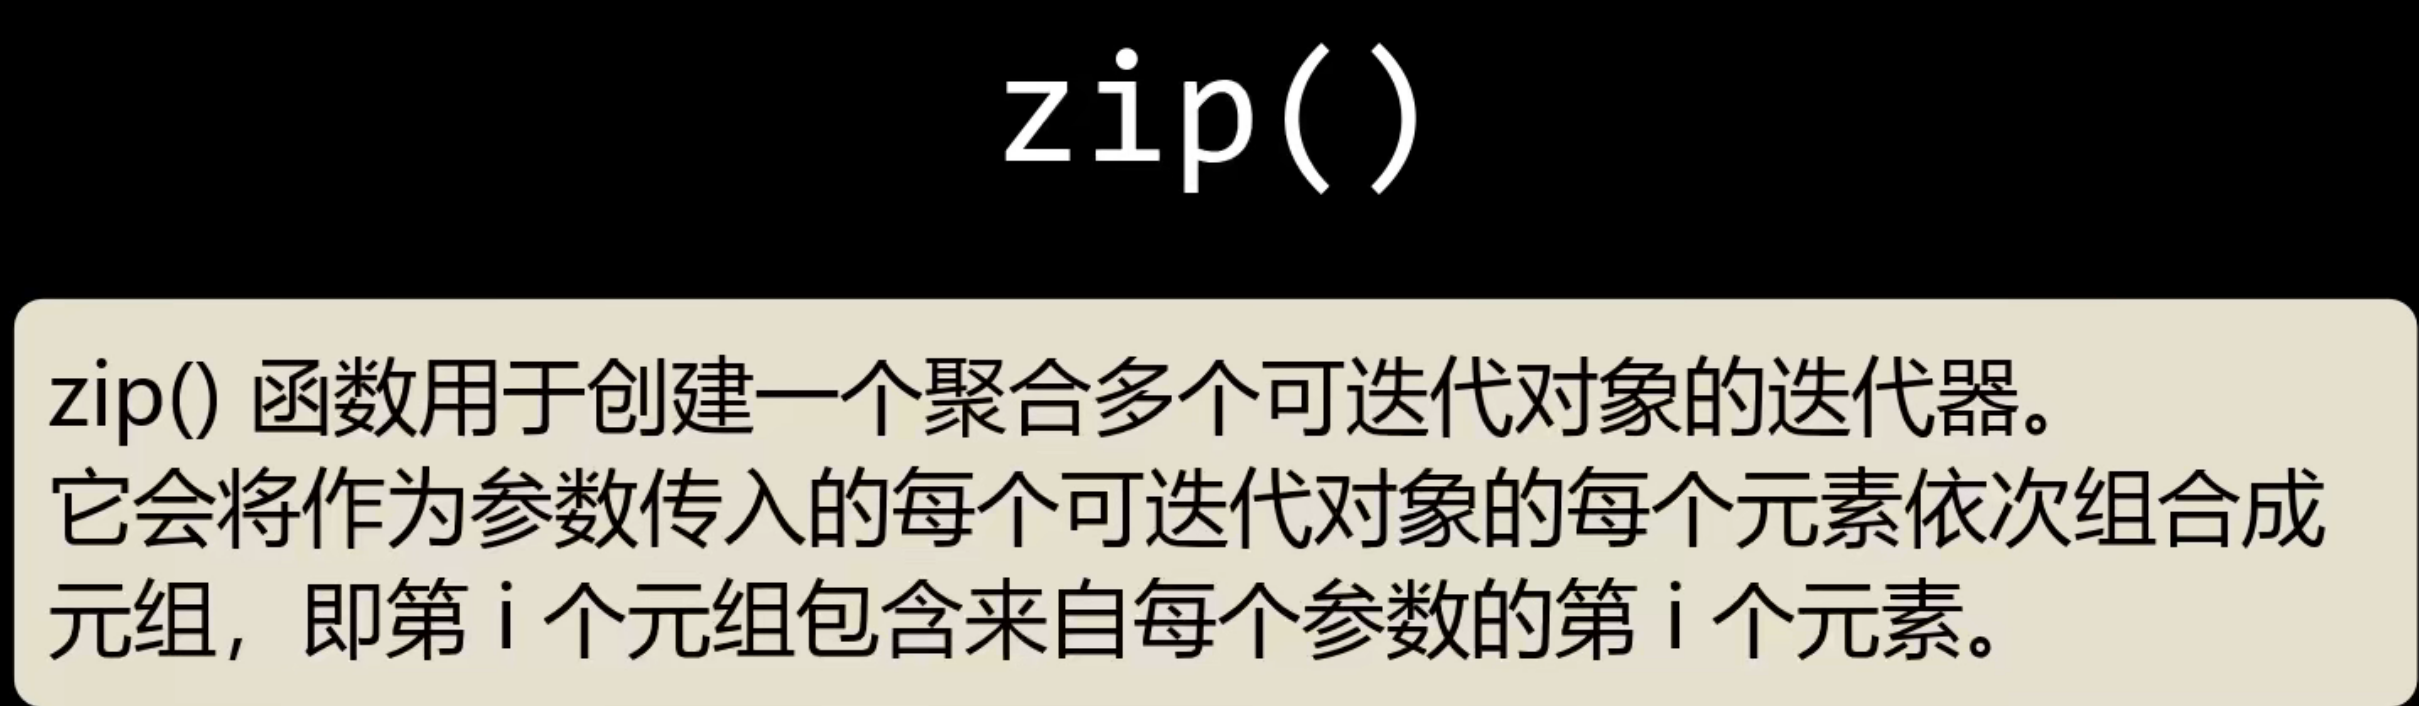 zip()
zip() 函数用于创建一个聚合多个可迭代对象的迭代器。
它会将作为参数传入的每个可迭代对象的每个元素依次组合成
元组，即第 i 个元组包含来自每个参数的第 i 个元素。